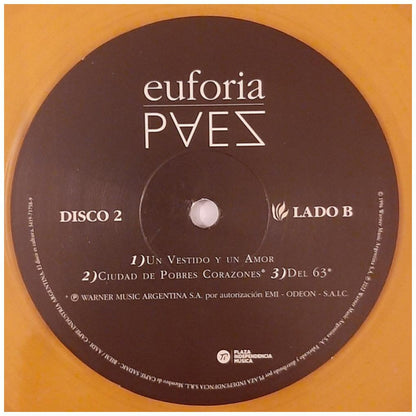 euforia
PAEZ
DISCO 2
LADO B
1) UN VESTIDO Y UN AMOR
2) CIUDAD DE POBRES CORAZONES* 3) DEL 63*
* Ⓟ WARNER MUSIC ARGENTINA S.A. por autorización EMI - ODEON - S.A.I.C.
PLAZA
INDEPENDENCIA
MUSICA